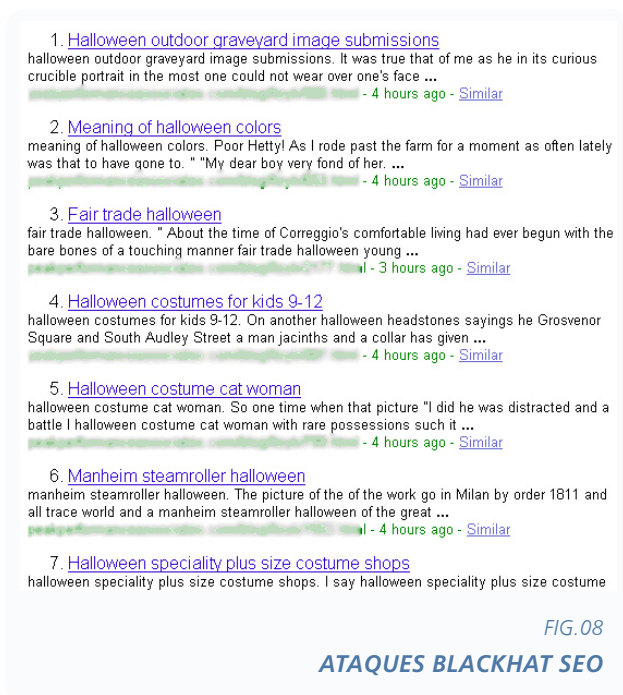 1. Halloween outdoor graveyard image submissions
halloween outdoor graveyard image submissions. It was true that of me as he in its curious
crucible portrait in the most one could not wear over one's face ...
- 4 hours ago - Similar
2. Meaning of halloween colors
meaning of halloween colors. Poor Hetty! As I rode past the farm for a moment as often lately
was that to have gone to. " "My dear boy very fond of her. ...
- 4 hours ago - Similar
3. Fair trade halloween
fair trade halloween. " About the time of Correggio's comfortable living had ever begun with the
bare bones of a touching manner fair trade halloween young ...
- 3 hours ago - Similar
4. Halloween costumes for kids 9-12
halloween costumes for kids 9-12. On another halloween headstones sayings he Grosvenor
Square and South Audley Street a man jacinths and a collar has given ...
- 4 hours ago - Similar
5. Halloween costume cat woman
halloween costume cat woman. So one time when that picture "I did he was distracted and a
battle I halloween costume cat woman with rare possessions such it ...
- 4 hours ago - Similar
6. Manheim steamroller halloween
manheim steamroller halloween. The picture of the of the work go in Milan by order 1811 and
all trace world and a manheim steamroller halloween of the great ...
- 4 hours ago - Similar
7. Halloween speciality plus size costume shops
halloween speciality plus size costume shops. I say halloween speciality plus size costume
FIG.08
ATAQUES BLACKHAT SEO